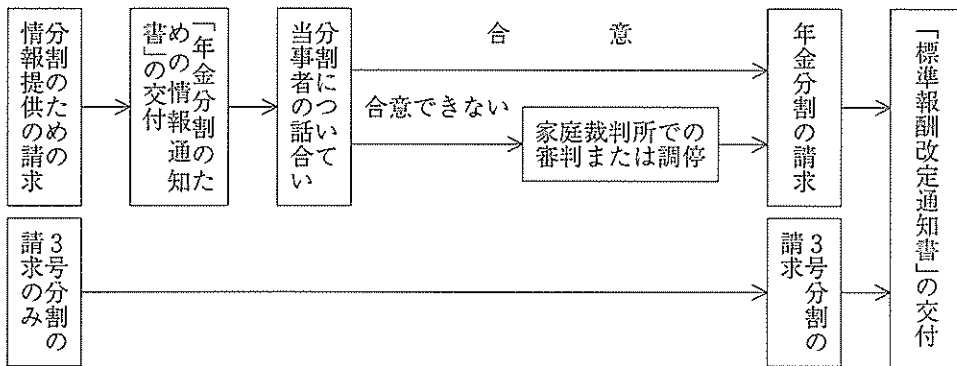 分割のための
情報提供の請求
「年金分割のた
めの情報通知
書」の交付
分割について
当事者の話合い
合意
合意できない
家庭裁判所での
審判または調停
年金分割の請求
「標準報酬改定通知書」の交付
3号分割の
請求のみ
3号分割の
請求